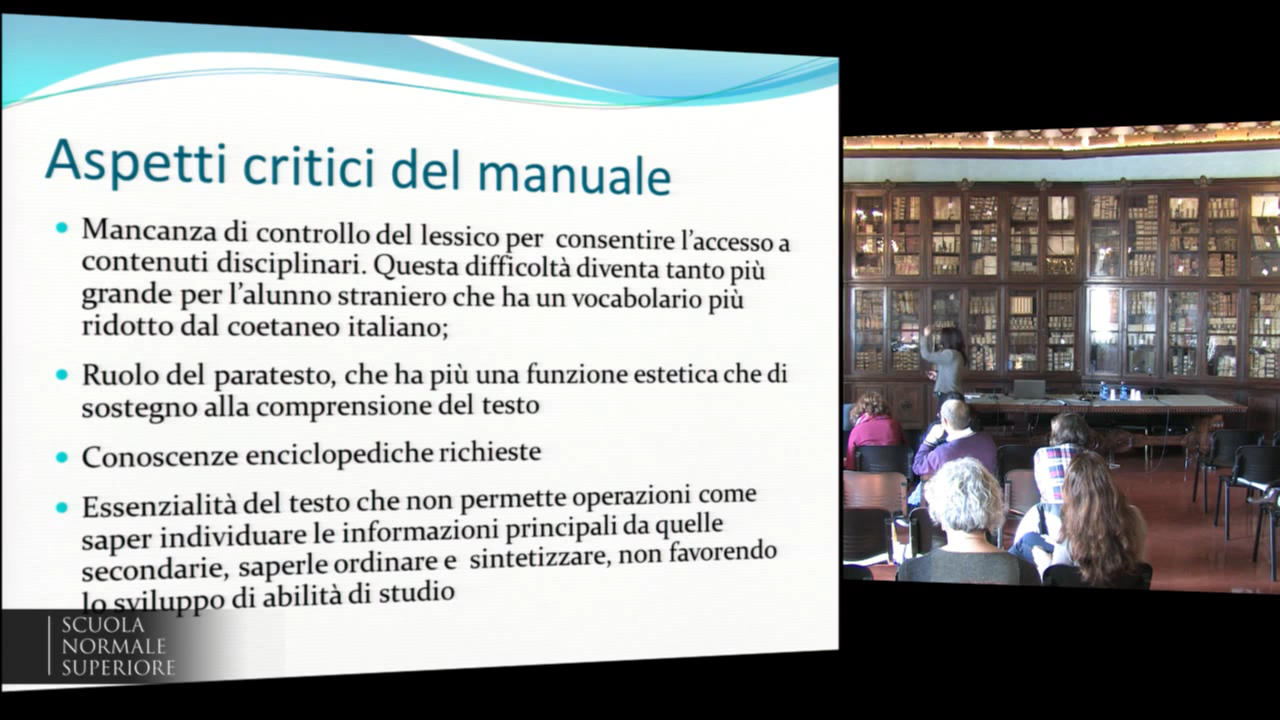 Aspetti critici del manuale
Mancanza di controllo del lessico per consentire l'accesso a
contenuti disciplinari. Questa difficoltà diventa tanto più
grande per l'alunno straniero che ha un vocabolario più
ridotto dal coetaneo italiano;
Ruolo del paratesto, che ha più una funzione estetica che di
sostegno alla comprensione del testo
Conoscenze enciclopediche richieste
Essenzialità del testo che non permette operazioni come
saper individuare le informazioni principali da quelle
secondarie, saperle ordinare e sintetizzare, non favorendo
lo sviluppo di abilità di studio
SCUOLA
NORMALE
SUPERIORE